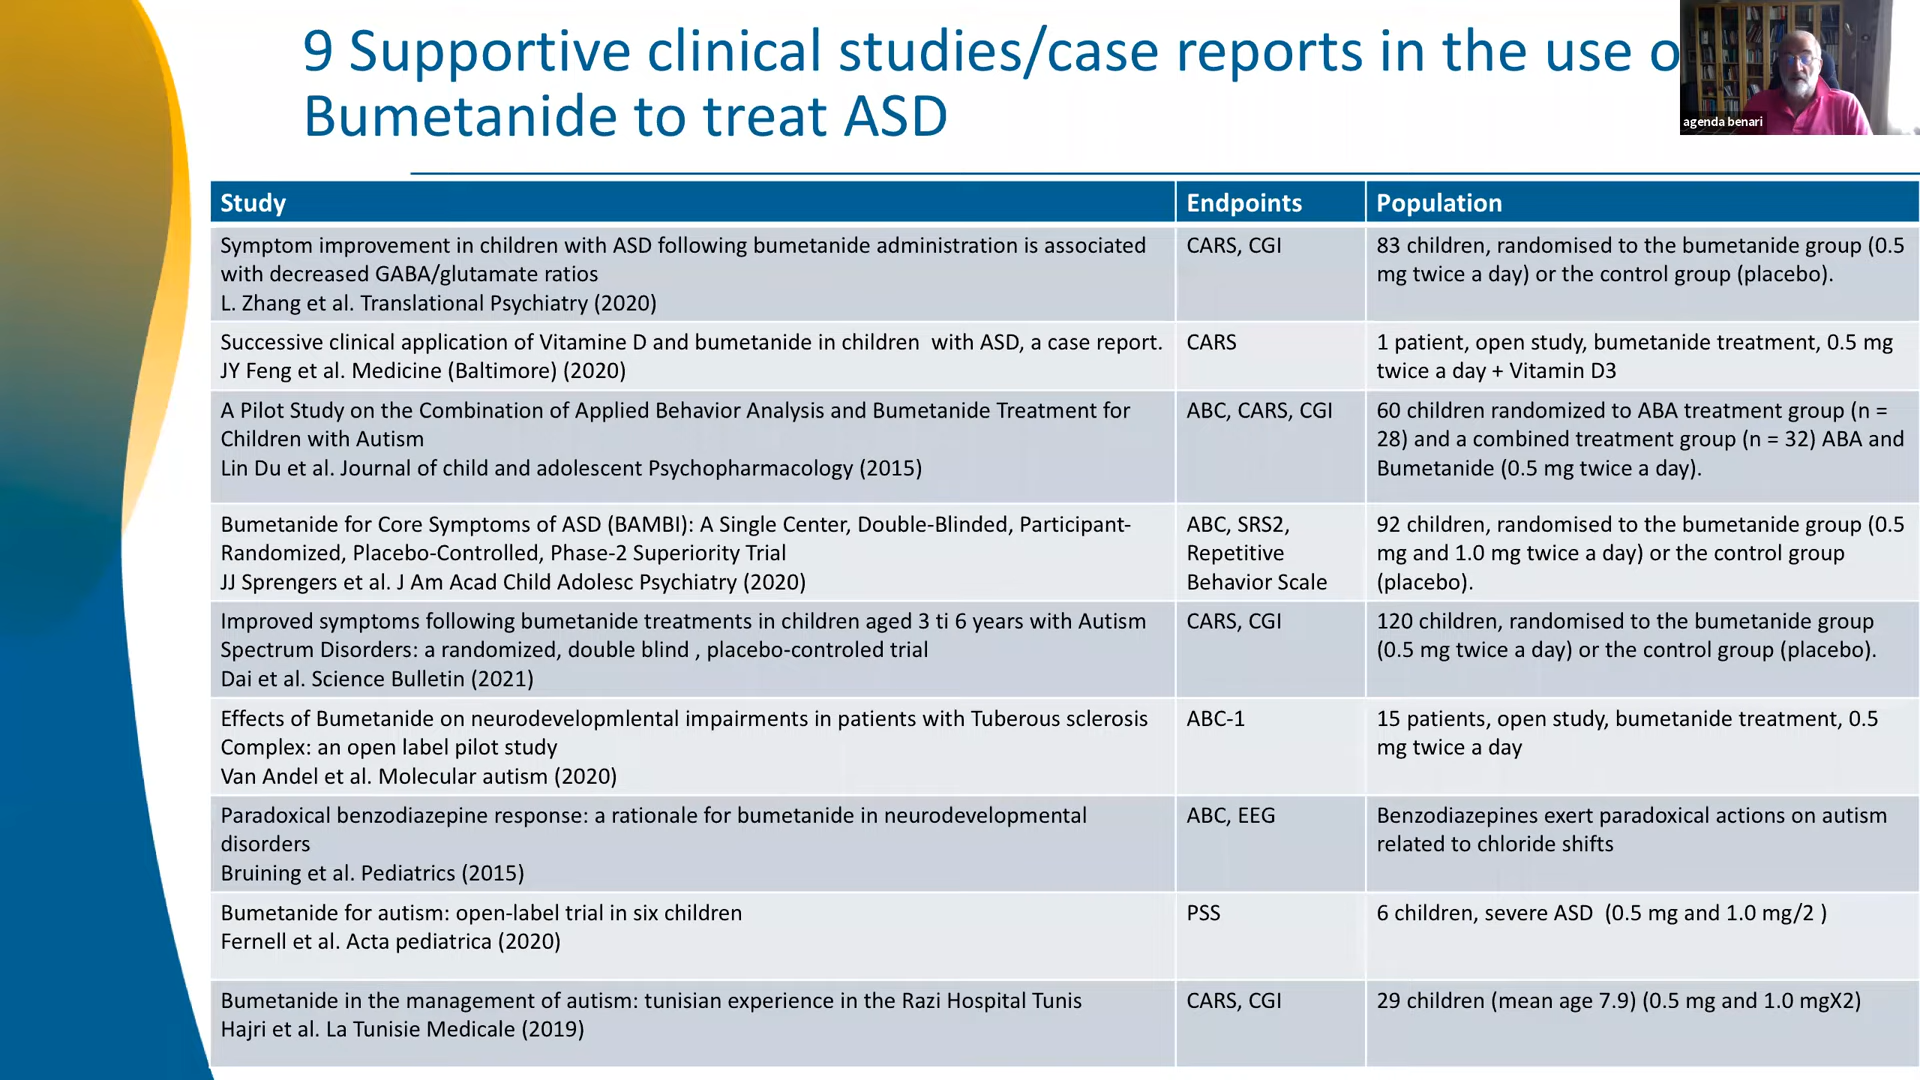 9 Supportive clinical studies/case reports in the use o
Bumetanide to treat ASD
agenda benari
Study
Endpoints
Population
Symptom improvement in children with ASD following bumetanide administration is associated
with decreased GABA/glutamate ratios
L. Zhang et al. Translational Psychiatry (2020)
CARS, CGI
83 children, randomised to the bumetanide group (0.5
mg twice a day) or the control group (placebo).
Successive clinical application of Vitamine D and bumetanide in children  with ASD, a case report.
JY Feng et al. Medicine (Baltimore) (2020)
CARS
1 patient, open study, bumetanide treatment, 0.5 mg
twice a day + Vitamin D3
A Pilot Study on the Combination of Applied Behavior Analysis and Bumetanide Treatment for
Children with Autism
Lin Du et al. Journal of child and adolescent Psychopharmacology (2015)
ABC, CARS, CGI
60 children randomized to ABA treatment group (n =
28) and a combined treatment group (n = 32) ABA and
Bumetanide (0.5 mg twice a day).
Bumetanide for Core Symptoms of ASD (BAMBI): A Single Center, Double-Blinded, Participant-
Randomized, Placebo-Controlled, Phase-2 Superiority Trial
JJ Sprengers et al. J Am Acad Child Adolesc Psychiatry (2020)
ABC, SRS2,
Repetitive
Behavior Scale
92 children, randomised to the bumetanide group (0.5
mg and 1.0 mg twice a day) or the control group
(placebo).
Improved symptoms following bumetanide treatments in children aged 3 ti 6 years with Autism
Spectrum Disorders: a randomized, double blind , placebo-controled trial
Dai et al. Science Bulletin (2021)
CARS, CGI
120 children, randomised to the bumetanide group
(0.5 mg twice a day) or the control group (placebo).
Effects of Bumetanide on neurodevelopmlental impairments in patients with Tuberous sclerosis
Complex: an open label pilot study
Van Andel et al. Molecular autism (2020)
ABC-1
15 patients, open study, bumetanide treatment, 0.5
mg twice a day
Paradoxical benzodiazepine response: a rationale for bumetanide in neurodevelopmental
disorders
Bruining et al. Pediatrics (2015)
ABC, EEG
Benzodiazepines exert paradoxical actions on autism
related to chloride shifts
Bumetanide for autism: open-label trial in six children
Fernell et al. Acta pediatrica (2020)
PSS
6 children, severe ASD  (0.5 mg and 1.0 mg/2 )
Bumetanide in the management of autism: tunisian experience in the Razi Hospital Tunis
Hajri et al. La Tunisie Medicale (2019)
CARS, CGI
29 children (mean age 7.9) (0.5 mg and 1.0 mgX2)